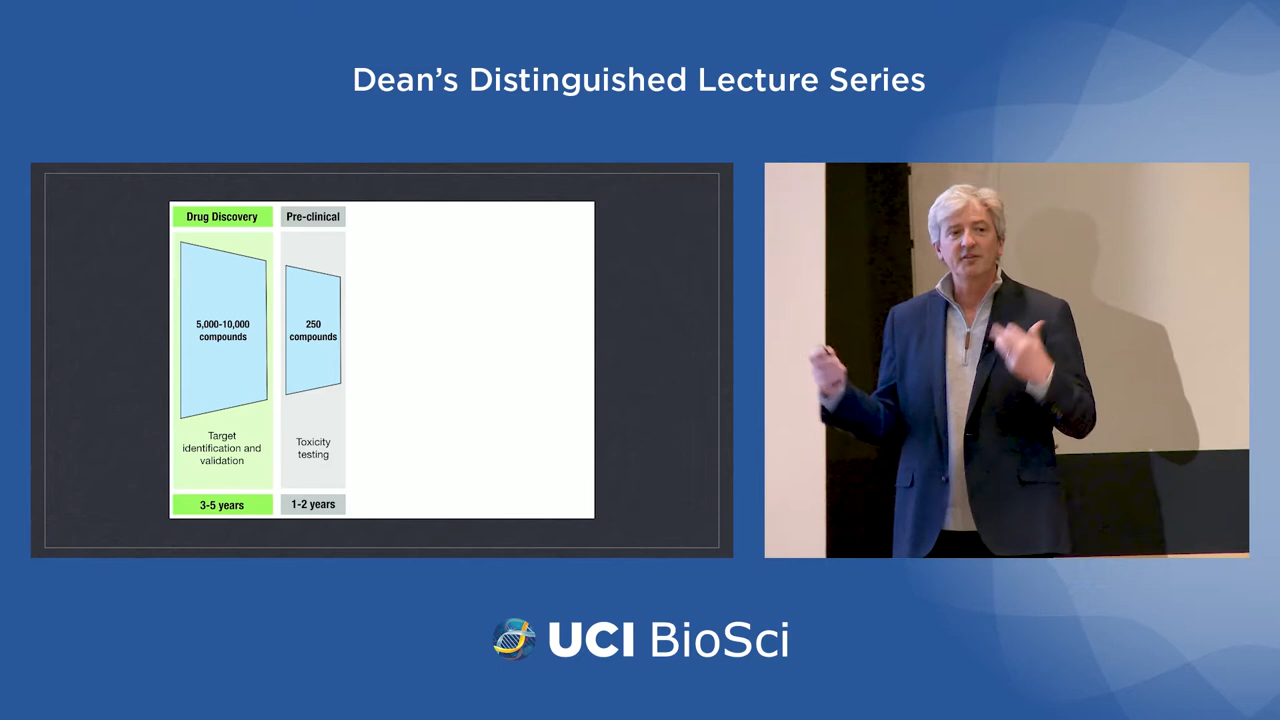 Dean's Distinguished Lecture Series
Drug Discovery
Pre-clinical
5,000-10,000
compounds
250
compounds
Target
identification and
validation
Toxicity
testing
3-5 years
1-2 years
UCI BioSci